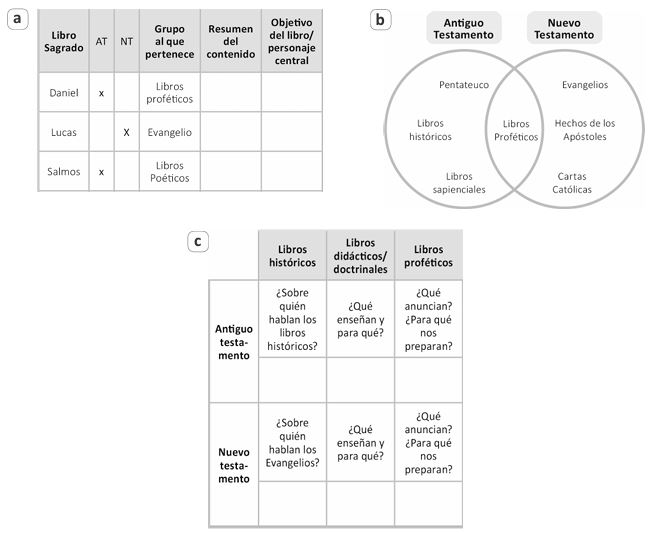 a
Libro
Sagrado
AT
NT
Grupo
al que
pertenece
Resumen
del
contenido
Objetivo
del libro/
personaje
central
Daniel
x
Libros
proféticos
Lucas
X
Evangelio
Salmos
x
Libros
Poéticos
b
Antiguo
Testamento
Nuevo
Testamento
Pentateuco
Evangelios
Libros
históricos
Libros
Proféticos
Hechos de los
Apóstoles
Libros
sapienciales
Cartas
Católicas
c
Libros
históricos
Libros
didácticos/
doctrinales
Libros
proféticos
Antiguo
testa-
mento
¿Sobre
quién
hablan los
libros
históricos?
¿Qué
enseñan y
para qué?
¿Qué
anuncian?
¿Para qué
nos
preparan?
Nuevo
testa-
mento
¿Sobre
quién
hablan los
Evangelios?
¿Qué
enseñan y
para qué?
¿Qué
anuncian?
¿Para qué
nos
preparan?